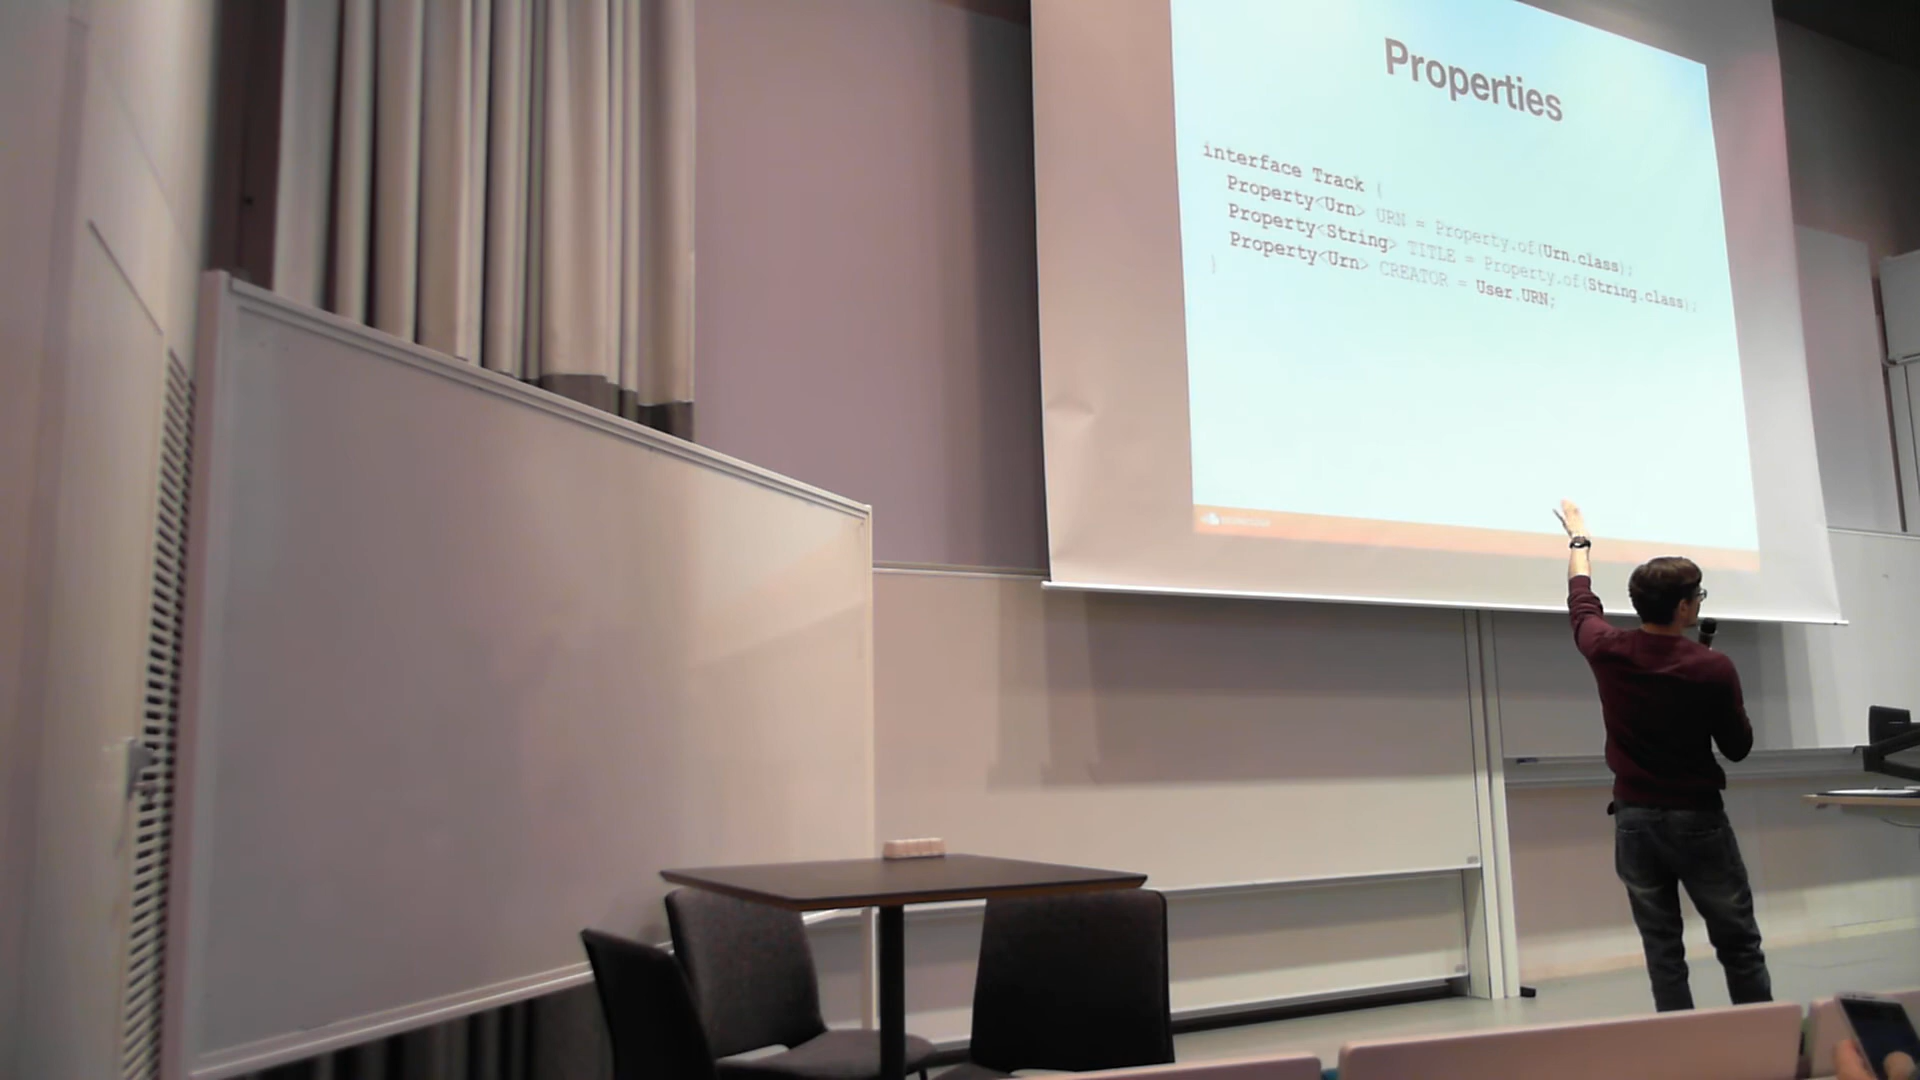 Properties
interface Track {
Property<Urn> URN = Property.of(Urn.class);
Property<String> TITLE = Property.of(String.class);
Property<Urn> CREATOR = User.URN;
}